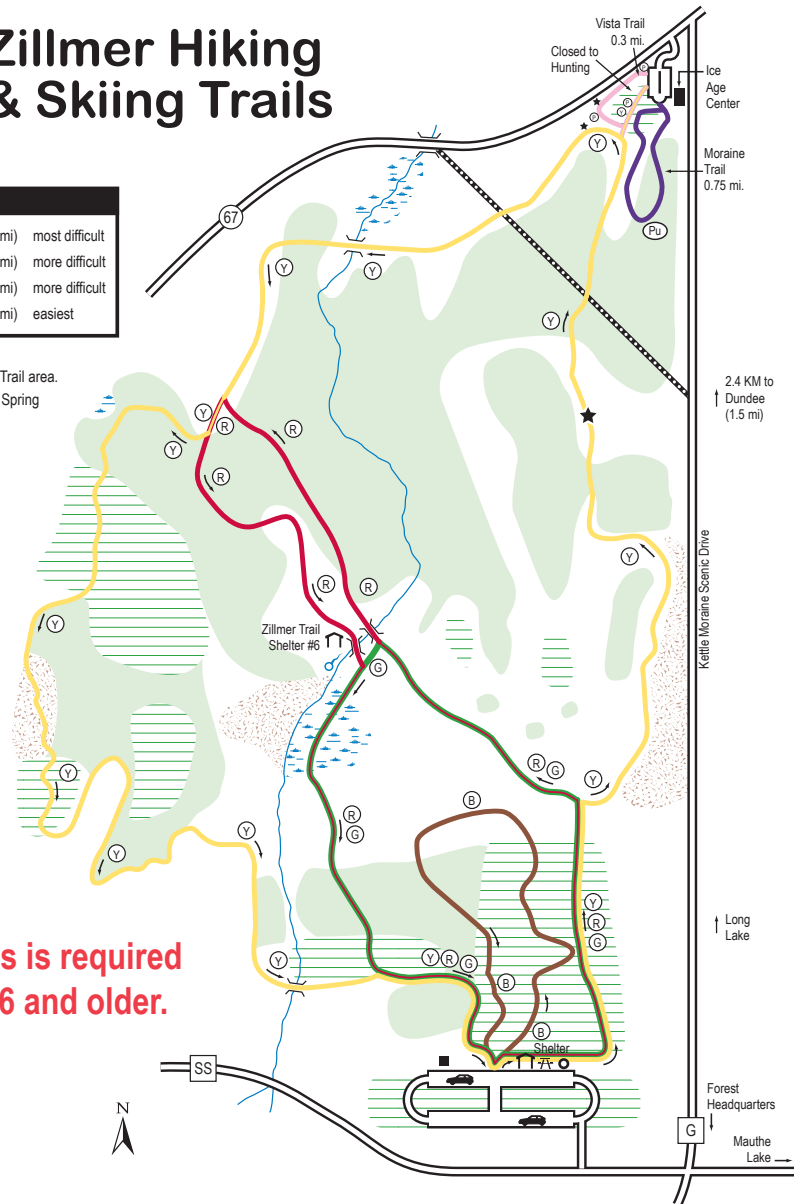 Zillmer Hiking
& Skiing Trails
Vista Trail
0.3 mi.
Closed to
Hunting
Ice
Age
Center
Moraine
Trail
0.75 mi.
P
P
P
Y
Y
Pu
67
mi) most difficult
mi) more difficult
mi) more difficult
mi) easiest
Trail area.
Spring
Y
Y
Y
2.4 KM to
Dundee
(1.5 mi)
Y
R
R
Y
R
Kettle Moraine Scenic Drive
Y
R
R
Y
Zillmer Trail
Shelter #6
G
R
G
Y
Y
B
R
G
Y
Y
Y
R
G
Long
Lake
s is required
6 and older.
Y
Y R G
B
B
Shelter
SS
N
Forest
Headquarters
G
Mauthe
Lake